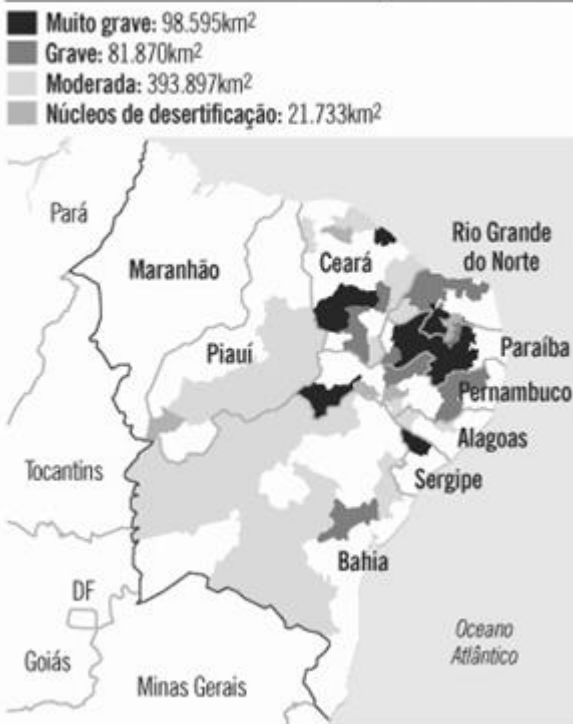 Muito grave: 98.595km²
Grave: 81.870km²
Moderada: 393.897km²
Núcleos de desertificação: 21.733km²
Pará
Maranhão
Ceará
Rio Grande
do Norte
Piauí
Paraíba
Pernambuco
Alagoas
Tocantins
Sergipe
Bahia
DF
Goiás
Minas Gerais
Oceano
Atlântico